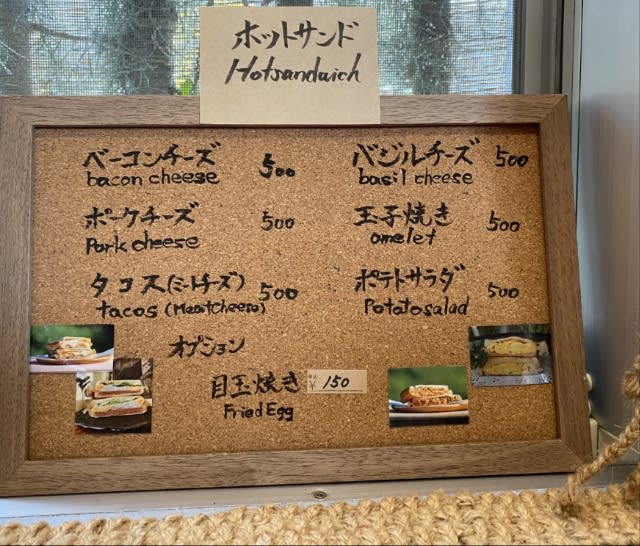 ホットサンド
Hotsandwich
ベーコンチーズ 500
bacon cheese
バジルチーズ 500
basil cheese
ポークチーズ 500
Pork cheese
玉子焼き 500
omelet
タコス(ミートチーズ) 500
tacos (Meatcheese)
ポテトサラダ 500
Potatosalad
オプション
目玉焼き ¥150
Fried Egg